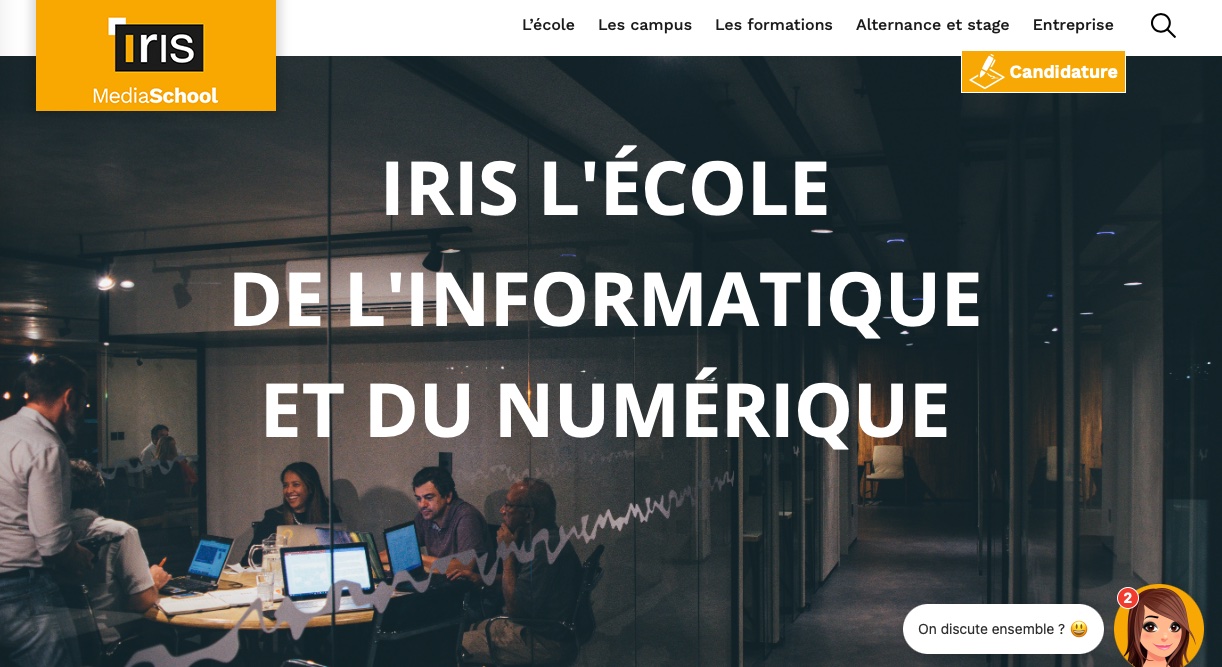 iris
MediaSchool
L'école Les campus Les formations Alternance et stage Entreprise
Candidature
IRIS L'ÉCOLE
DE L'INFORMATIQUE
ET DU NUMÉRIQUE
2
On discute ensemble ? 😃